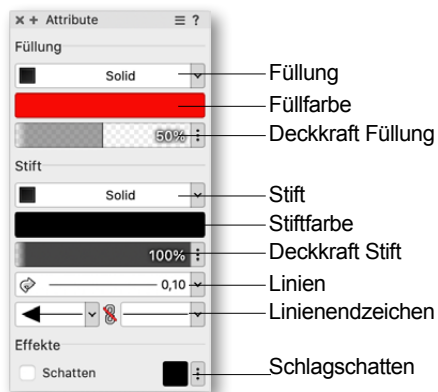 Attribute ?
Füllung
Solid Füllung
Füllfarbe
50% Deckkraft Füllung
Stift
Solid Stift
Stiftfarbe
100% Deckkraft Stift
0,10 Linien
Linienendzeichen
Effekte
Schatten Schlagschatten